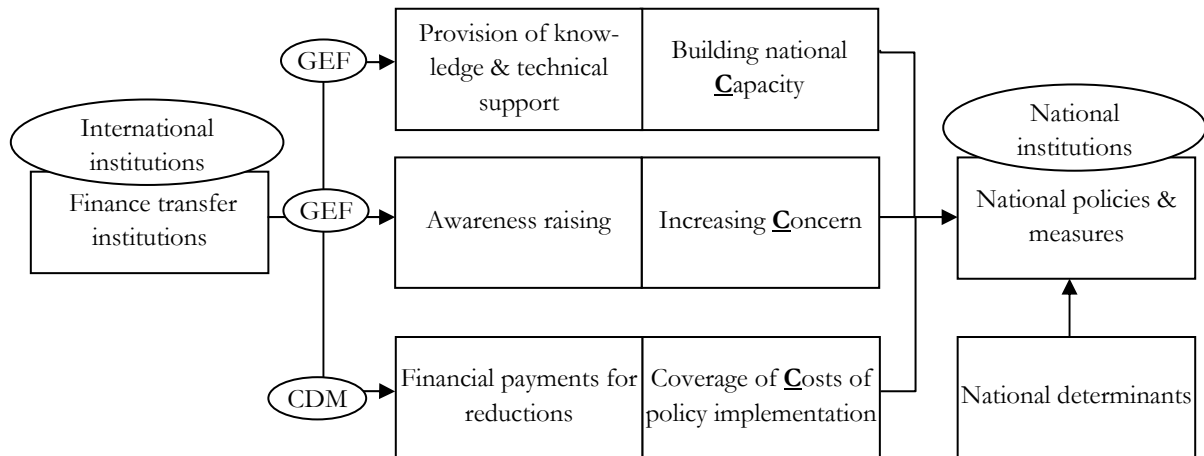 GEF
Provision of know-
ledge & technical
support
Building national
Capacity
International
institutions
Finance transfer
institutions
GEF
Awareness raising
Increasing Concern
National
institutions
National policies &
measures
CDM
Financial payments for
reductions
Coverage of Costs of
policy implementation
National determinants